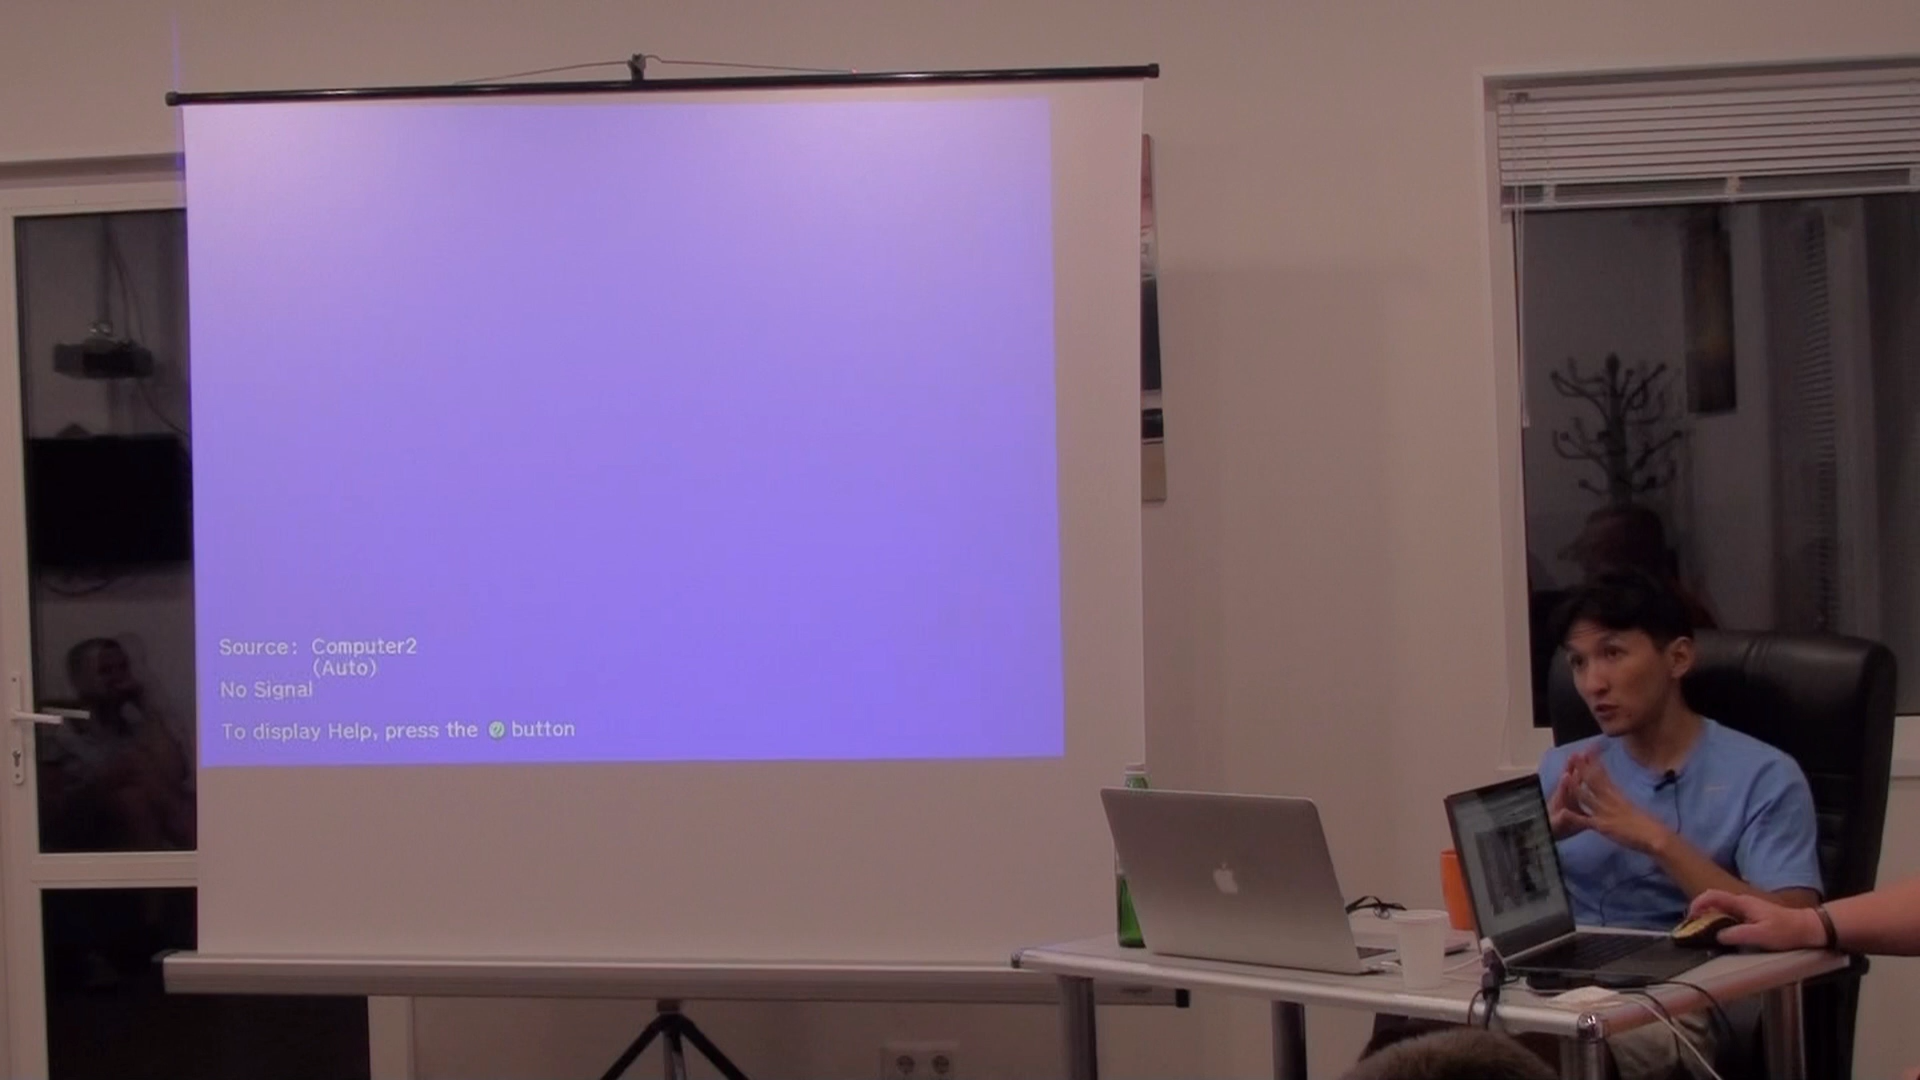 Source: Computer2
(Auto)
No Signal
To display Help, press the ? button